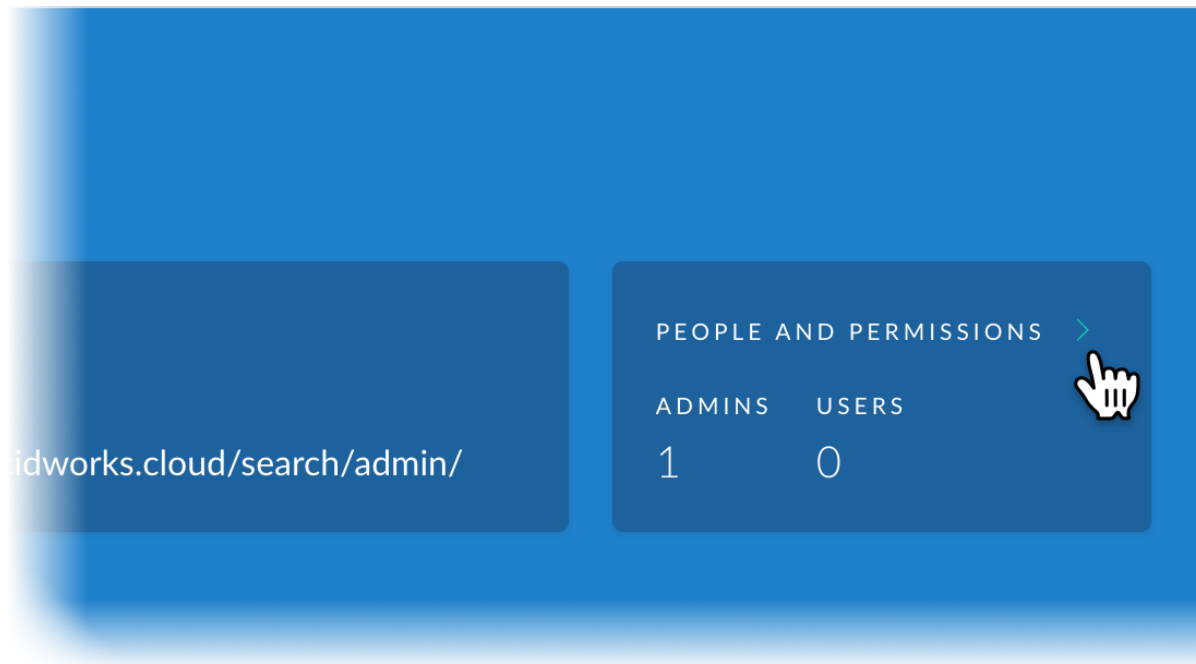 PEOPLE AND PERMISSIONS >
ADMINS USERS
1 0
idworks.cloud/search/admin/